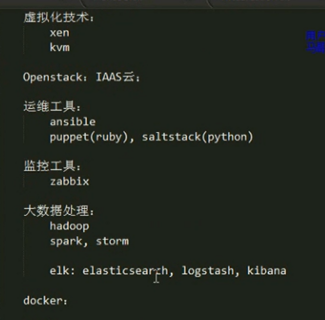 虚拟化技术：
xen
kvm
Openstack：IAAS云；
运维工具：
ansible
puppet(ruby), saltstack(python)
监控工具：
zabbix
大数据处理：
hadoop
spark, storm
elk: elasticsearch, logstash, kibana
docker：